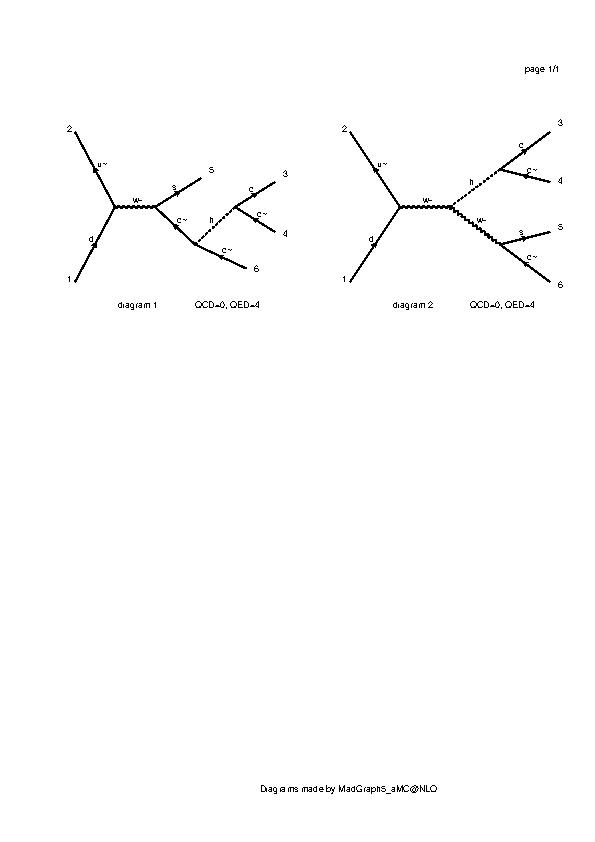 page 1/1
2
u~
w-
d
1
s
5
c~
h
c
3
c~
4
c~
6
diagram 1 QCD=0, QED=4
2
u~
w-
d
1
h
c
3
c~
4
w-
s
5
c~
6
diagram 2 QCD=0, QED=4
Diagrams made by MadGraph5_aMC@NLO